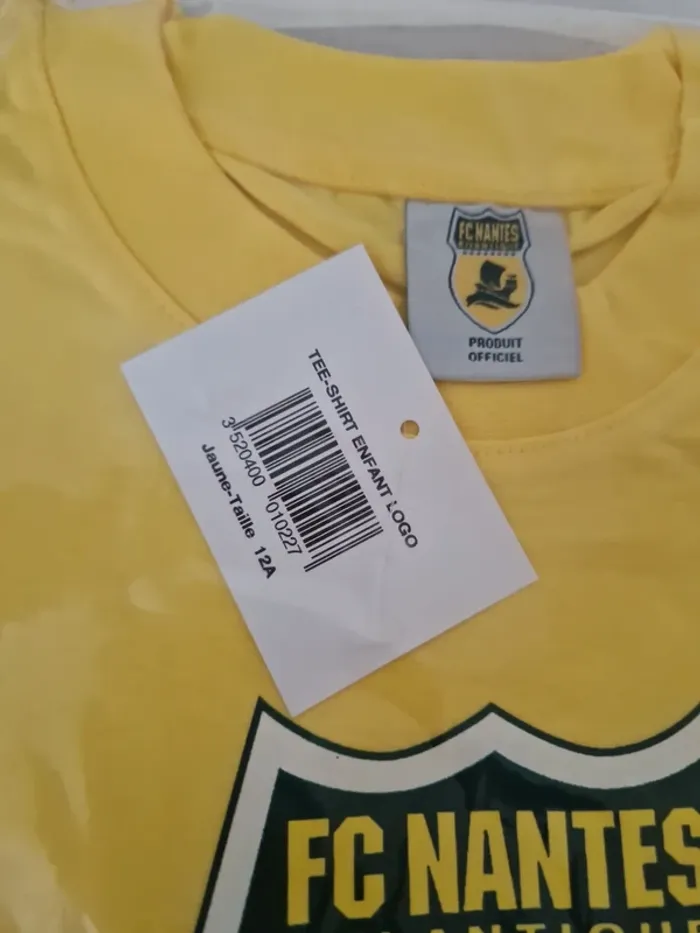 FC NANTES
PRODUIT
OFFICIEL
TEE-SHIRT ENFANT LOGO
3 520400 010227
Jaune-Taille 12A
FC NANTES